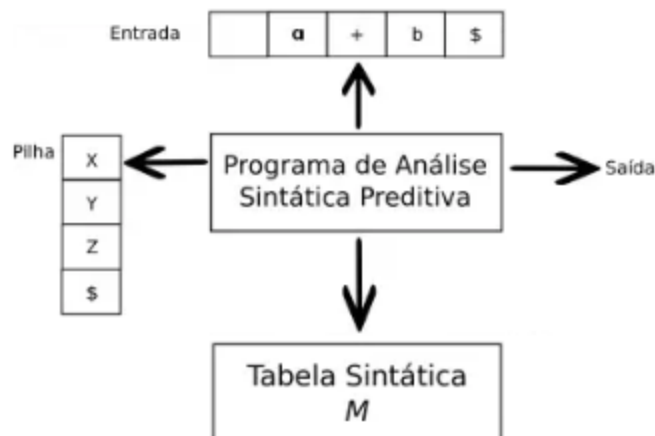 Entrada
a + b $
Pilha
X
Y
Z
$
Programa de Análise
Sintática Preditiva
Saída
Tabela Sintática
M